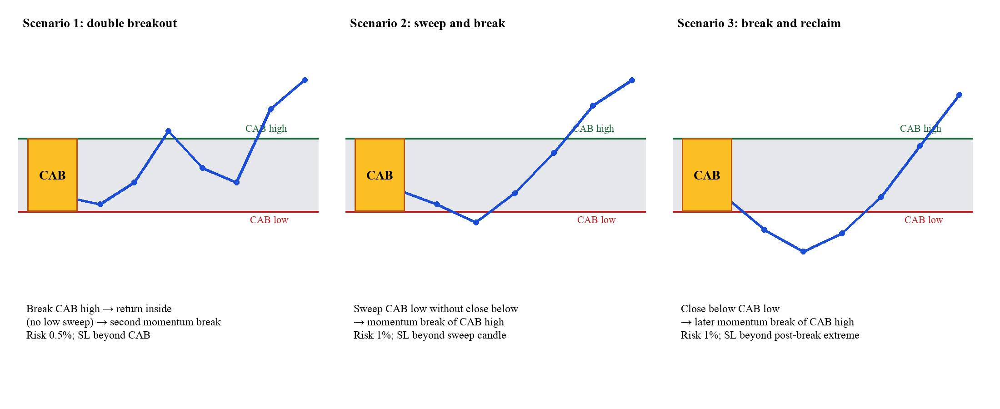 Scenario 1: double breakout
CAB high
CAB
CAB low
Break CAB high → return inside
(no low sweep) → second momentum break
Risk 0.5%; SL beyond CAB
Scenario 2: sweep and break
CAB high
CAB
CAB low
Sweep CAB low without close below
→ momentum break of CAB high
Risk 1%; SL beyond sweep candle
Scenario 3: break and reclaim
CAB high
CAB
CAB low
Close below CAB low
→ later momentum break of CAB high
Risk 1%; SL beyond post-break extreme